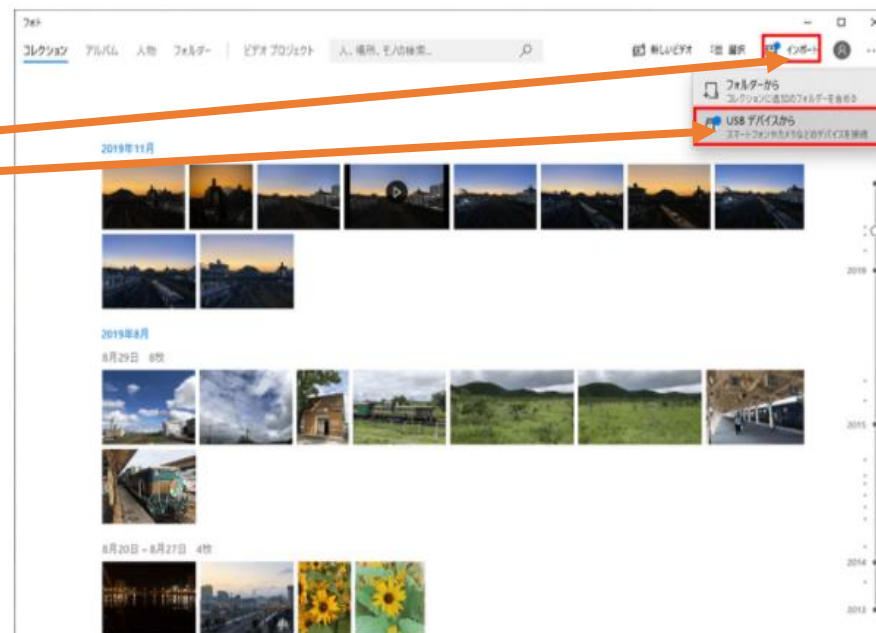 フォト
コレクション アルバム 人物 フォルダー ビデオ プロジェクト 人、場所、モノの検索... 新しいビデオ 選択 インポート
フォルダーから
コレクションに追加のフォルダーを含める
USB デバイスから
スマートフォンやカメラなどのデバイスを接続
2019年11月
2019
2019年8月
8月29日 8枚
2015
8月20日 - 8月27日 4枚
2014
2013